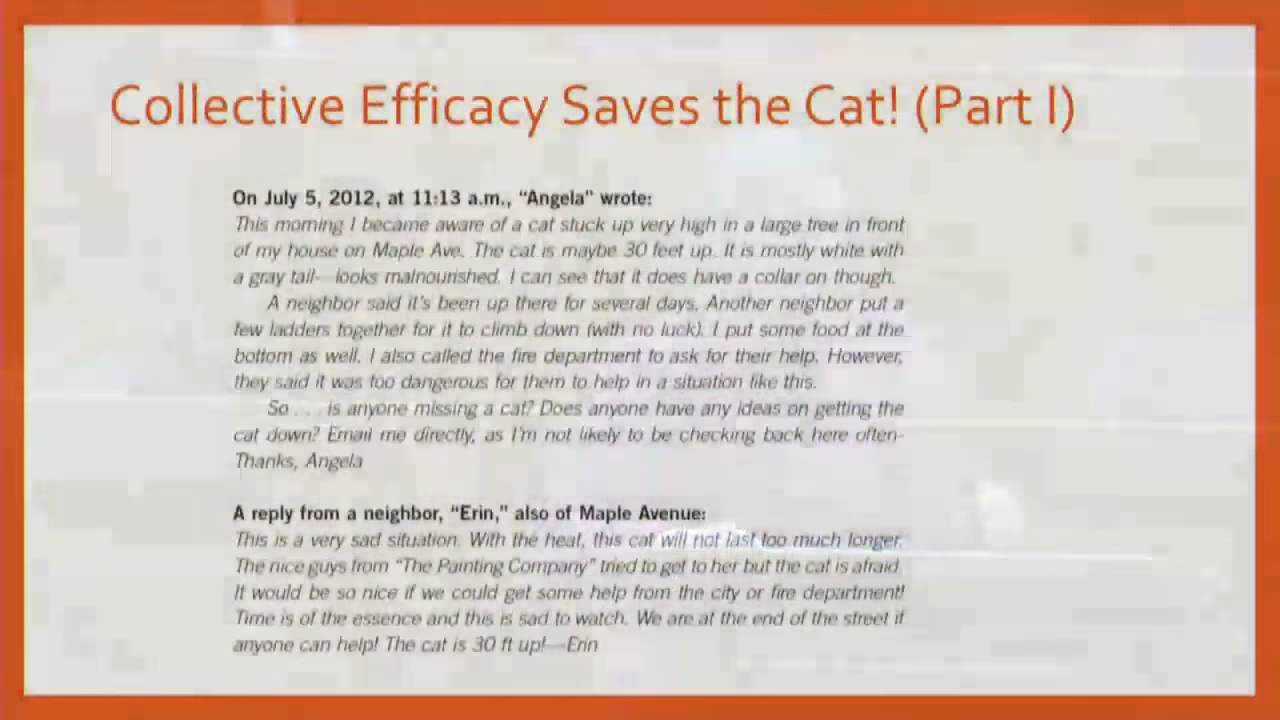 Collective Efficacy Saves the Cat! (Part I)
On July 5, 2012, at 11:13 a.m., “Angela” wrote:
This morning I became aware of a cat stuck up very high in a large tree in front
of my house on Maple Ave. The cat is maybe 30 feet up. It is mostly white with
a gray tail—looks malnourished. I can see that it does have a collar on though.
A neighbor said it's been up there for several days. Another neighbor put a
few ladders together for it to climb down (with no luck). I put some food at the
bottom as well. I also called the fire department to ask for their help. However,
they said it was too dangerous for them to help in a situation like this.
So . . . is anyone missing a cat? Does anyone have any ideas on getting the
cat down? Email me directly, as I'm not likely to be checking back here often-
Thanks, Angela
A reply from a neighbor, “Erin,” also of Maple Avenue:
This is a very sad situation. With the heat, this cat will not last too much longer.
The nice guys from “The Painting Company” tried to get to her but the cat is afraid.
It would be so nice if we could get some help from the city or fire department!
Time is of the essence and this is sad to watch. We are at the end of the street if
anyone can help! The cat is 30 ft up!—Erin